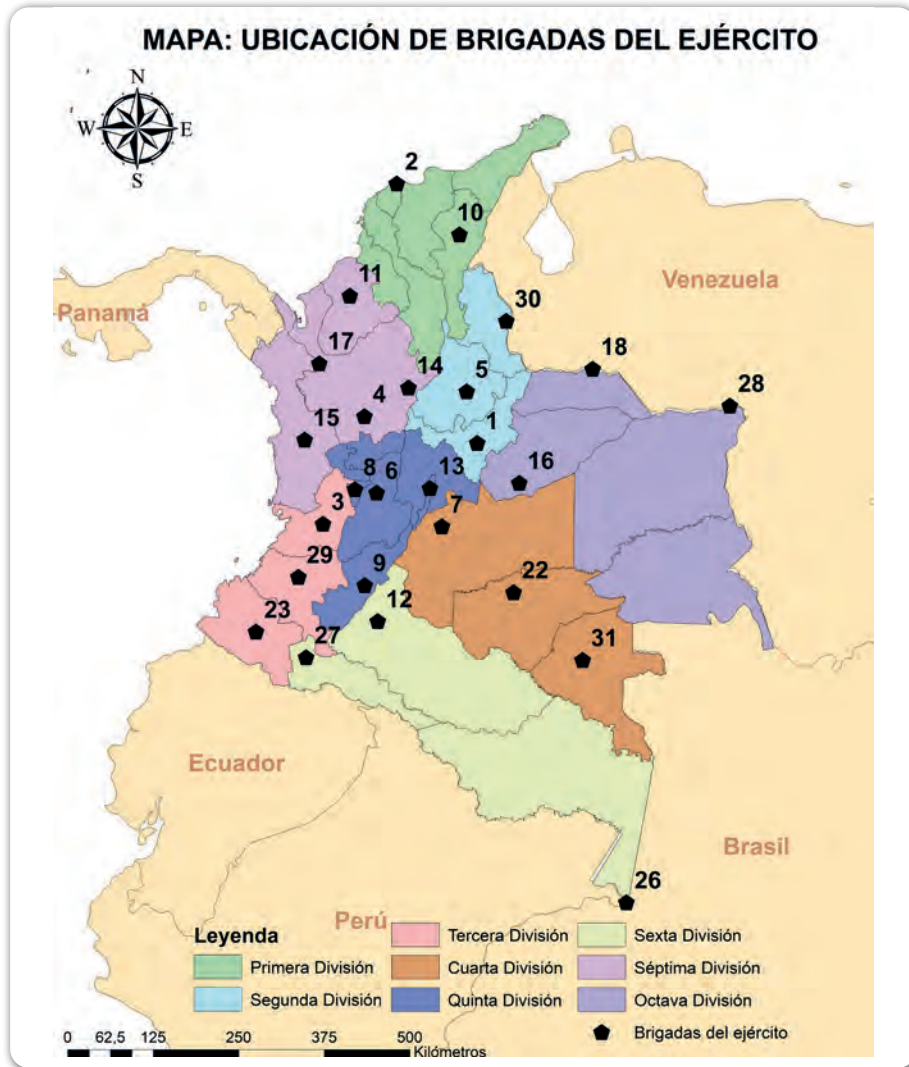 MAPA: UBICACIÓN DE BRIGADAS DEL EJÉRCITO
N
W E
S
2
10
11
30
Venezuela
Panamá
17
18
14
5
28
4
15
1
8 6 13
16
3
7
29
9
22
12
23
27
31
Ecuador
Brasil
26
Perú
Leyenda
Primera División
Segunda División
Tercera División
Cuarta División
Quinta División
Sexta División
Séptima División
Octava División
Brigadas del ejército
0 62,5 125 250 375 500
Kilómetros